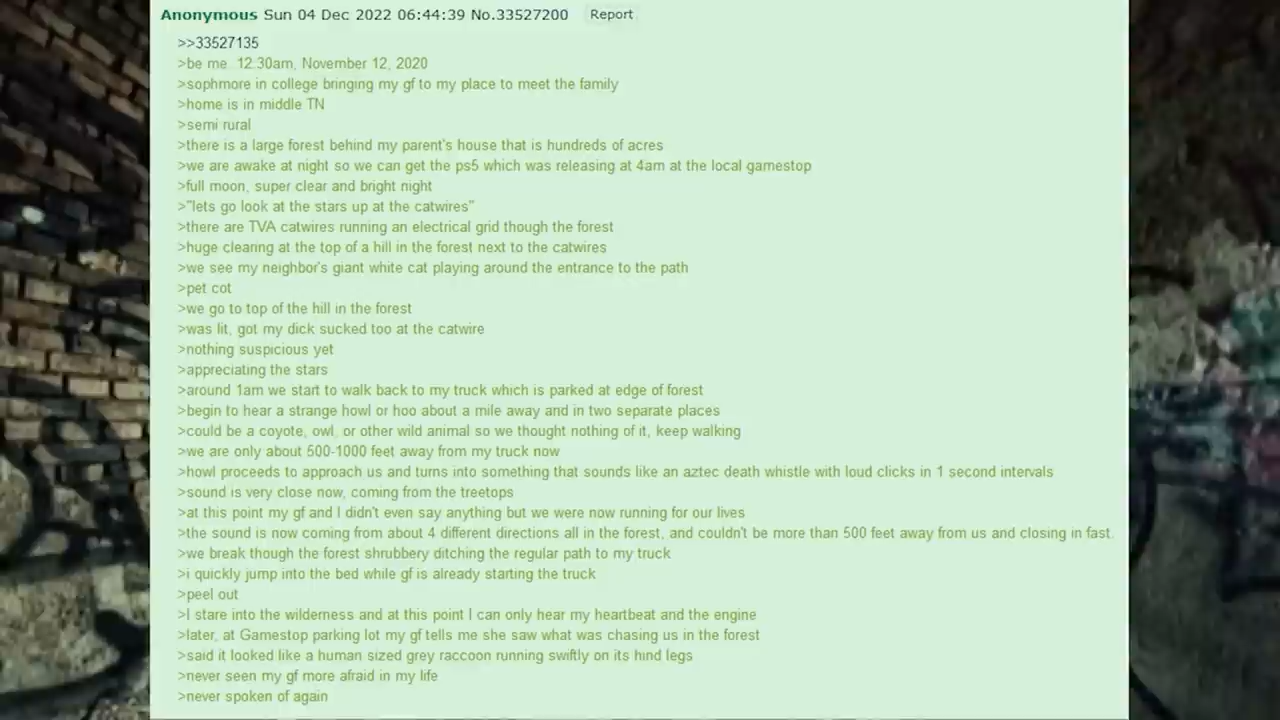 Anonymous Sun 04 Dec 2022 06:44:39 No.33527200 Report
>>33527135
>be me. 12:30am, November 12, 2020
>sophmore in college bringing my gf to my place to meet the family
>home is in middle TN
>semi rural
>there is a large forest behind my parent's house that is hundreds of acres
>we are awake at night so we can get the ps5 which was releasing at 4am at the local gamestop
>full moon, super clear and bright night
>"lets go look at the stars up at the catwires"
>there are TVA catwires running an electrical grid though the forest
>huge clearing at the top of a hill in the forest next to the catwires
>we see my neighbor's giant white cat playing around the entrance to the path
>pet cot
>we go to top of the hill in the forest
>was lit, got my dick sucked too at the catwire
>nothing suspicious yet
>appreciating the stars
>around 1am we start to walk back to my truck which is parked at edge of forest
>begin to hear a strange howl or hoo about a mile away and in two separate places
>could be a coyote, owl, or other wild animal so we thought nothing of it, keep walking
>we are only about 500-1000 feet away from my truck now
>howl proceeds to approach us and turns into something that sounds like an aztec death whistle with loud clicks in 1 second intervals
>sound is very close now, coming from the treetops
>at this point my gf and I didn't even say anything but we were now running for our lives
>the sound is now coming from about 4 different directions all in the forest, and couldn't be more than 500 feet away from us and closing in fast.
>we break though the forest shrubbery ditching the regular path to my truck
>i quickly jump into the bed while gf is already starting the truck
>peel out
>I stare into the wilderness and at this point I can only hear my heartbeat and the engine
>later, at Gamestop parking lot my gf tells me she saw what was chasing us in the forest
>said it looked like a human sized grey raccoon running swiftly on its hind legs
>never seen my gf more afraid in my life
>never spoken of again